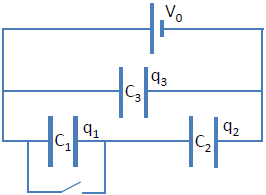 V₀
C₃ q₃
C₁ q₁ C₂ q₂